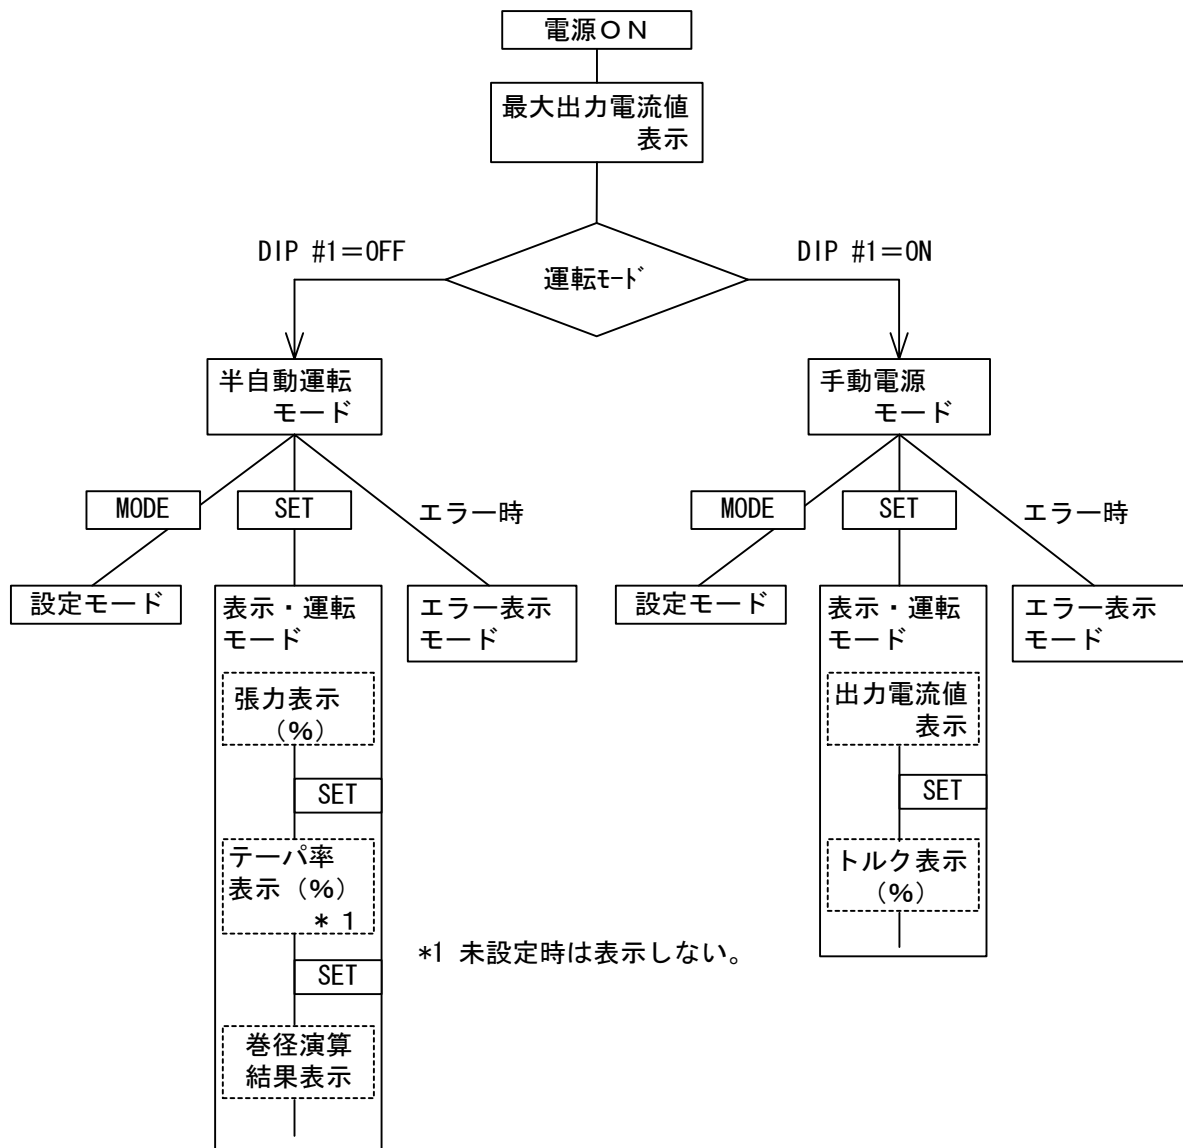 電源ＯＮ
最大出力電流値
表示
DIP #1＝OFF
DIP #1＝ON
運転ﾓｰﾄﾞ
半自動運転
モード
手動電源
モード
MODE
SET
エラー時
MODE
SET
エラー時
設定モード
表示・運転
モード
エラー表示
モード
設定モード
表示・運転
モード
エラー表示
モード
張力表示
（％）
SET
テーパ率
表示（％）
＊１
SET
巻径演算
結果表示
出力電流値
表示
SET
トルク表示
（％）
*1 未設定時は表示しない。